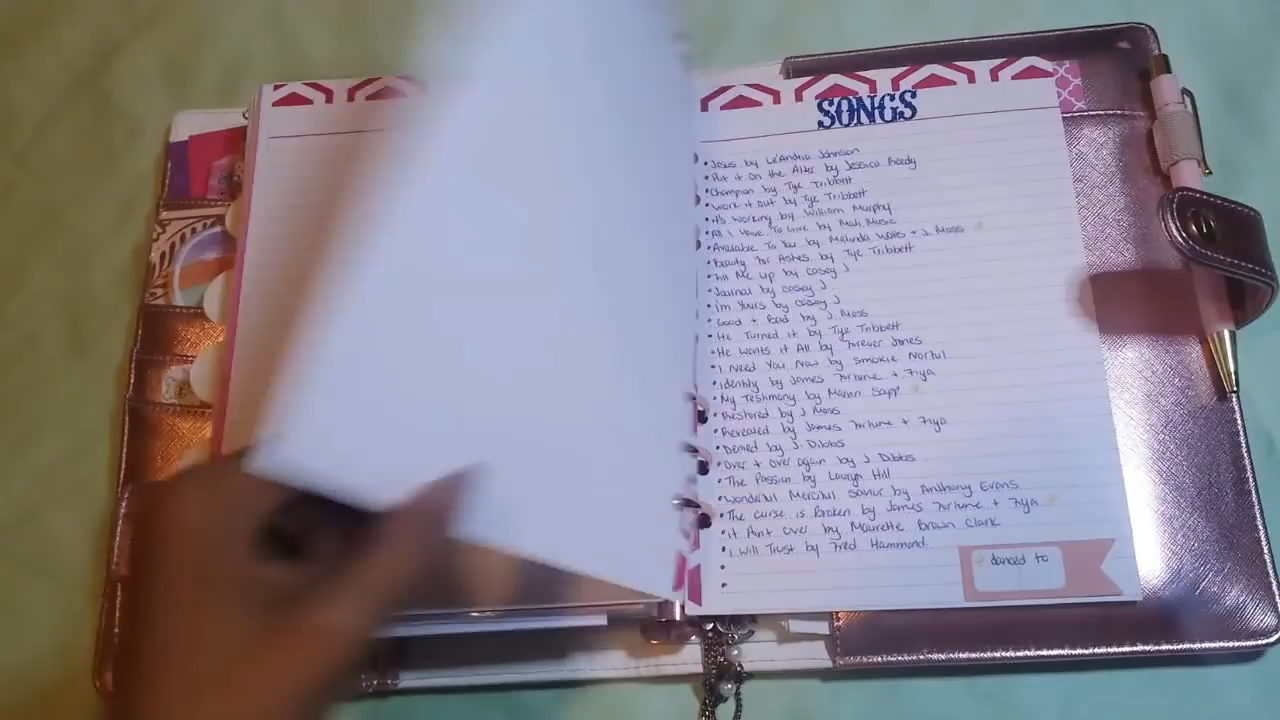 SONGS
• Jesus by Le'Andria Johnson
• Put it On the Alter by Jessica Reedy
• Champion by Tye Tribbett
• Work it out by Tye Tribbett
• It's Working by William Murphy
• All I Have To Give by Mali Music
• Available To You by Melinda Watts + J. Moss
• Beauty For Ashes by Tye Tribbett
• Fill Me Up by Casey J
• Journal by Casey J.
• I'm Yours by Casey J
• Good + Bad by J. Moss
• He Turned it by Tye Tribbett
• He Wants it All by Forever Jones
• I Need You Now by Smokie Norful
• Identity by James Fortune + Fiya
• My Testimony by Marvin Sapp
• Restored by J Moss
• Revealed by James Fortune + Fiya
• Denied by J. Dibbs
• Over + Over Again by J. Dibbs
• The Passion by Lauryn Hill
• Wonderful Merciful Savior by Anthony Evans
• The Curse is Broken by James Fortune + Fiya
• It Ain't Over by Maurette Brown Clark
• I Will Trust by Fred Hammond
danced to